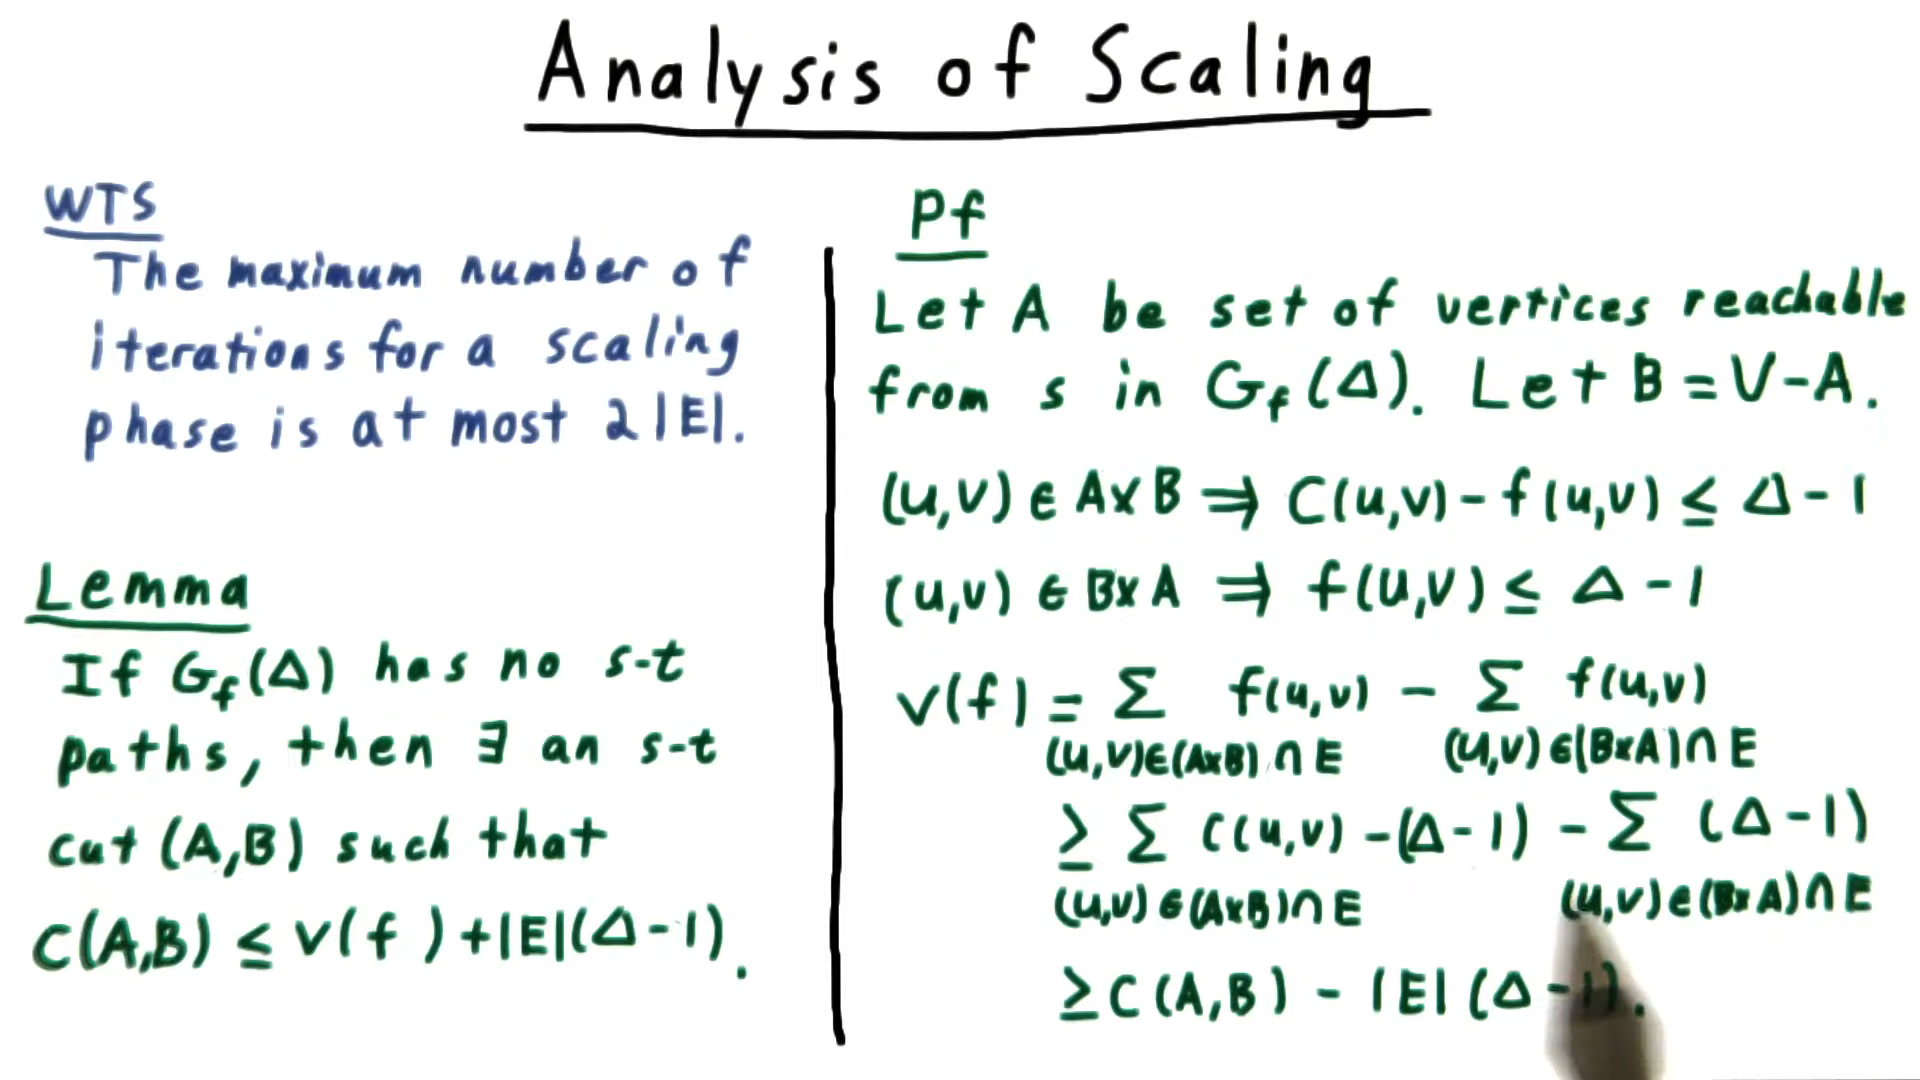 Analysis of Scaling
WTS
The maximum number of
iterations for a scaling
phase is at most 2|E|.
Lemma
If Gf(Δ) has no s-t
paths, then ∃ an s-t
cut (A,B) such that
C(A,B) ≤ v(f) + |E|(Δ-1).
Pf
Let A be set of vertices reachable
from s in Gf(Δ). Let B = V-A.
(u,v) ∈ A×B ⇒ C(u,v) - f(u,v) ≤ Δ - 1
(u,v) ∈ B×A ⇒ f(u,v) ≤ Δ - 1
v(f) = Σ f(u,v) - Σ f(u,v)
(u,v)∈(A×B)∩E (u,v)∈(B×A)∩E
≥ Σ C(u,v) - (Δ-1) - Σ (Δ-1)
(u,v)∈(A×B)∩E (u,v)∈(B×A)∩E
≥ C(A,B) - |E|(Δ-1).